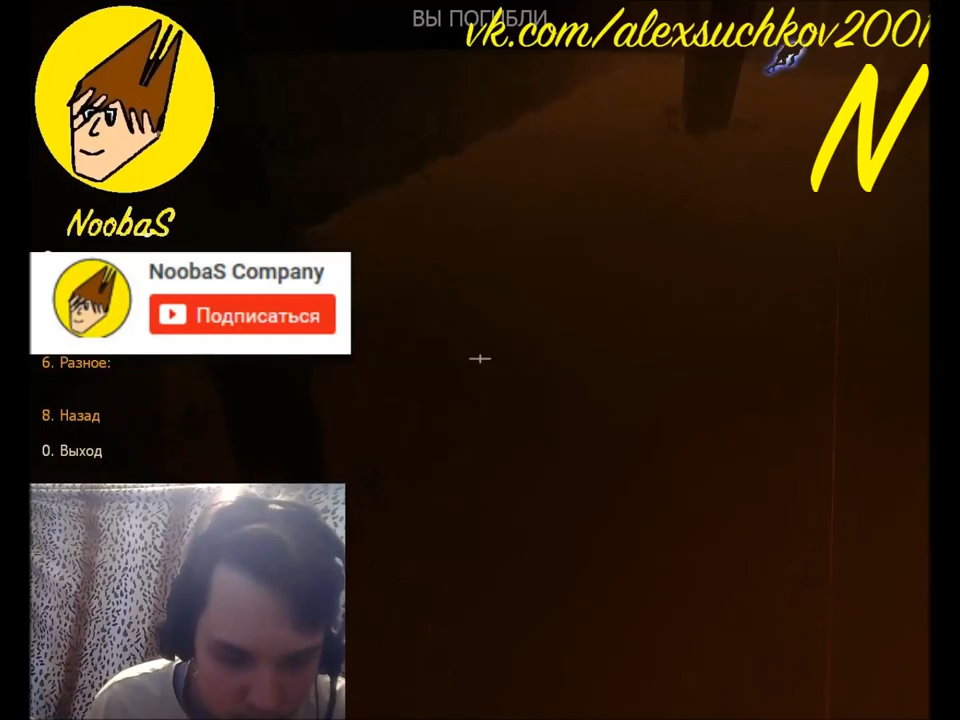 ВЫ ПОГИБЛИ
vk.com/alexsuchkov2001
N
NoobaS
NoobaS Company
Подписаться
6. Разное:
8. Назад
0. Выход